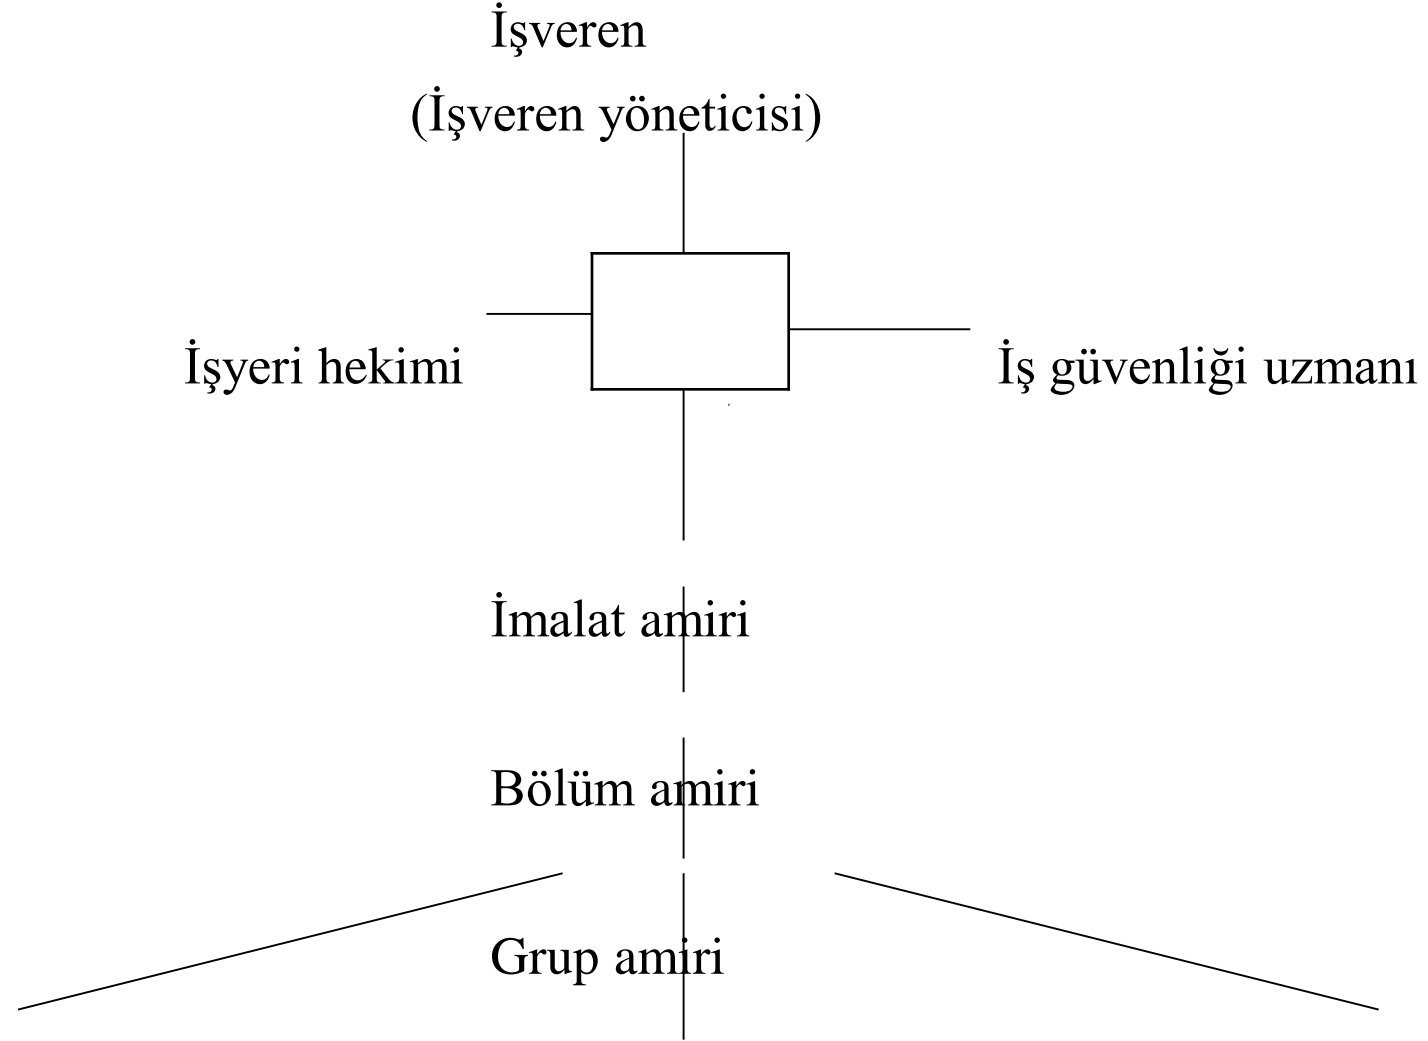 İşveren
(İşveren yöneticisi)
İşyeri hekimi
İş güvenliği uzmanı
İmalat amiri
Bölüm amiri
Grup amiri